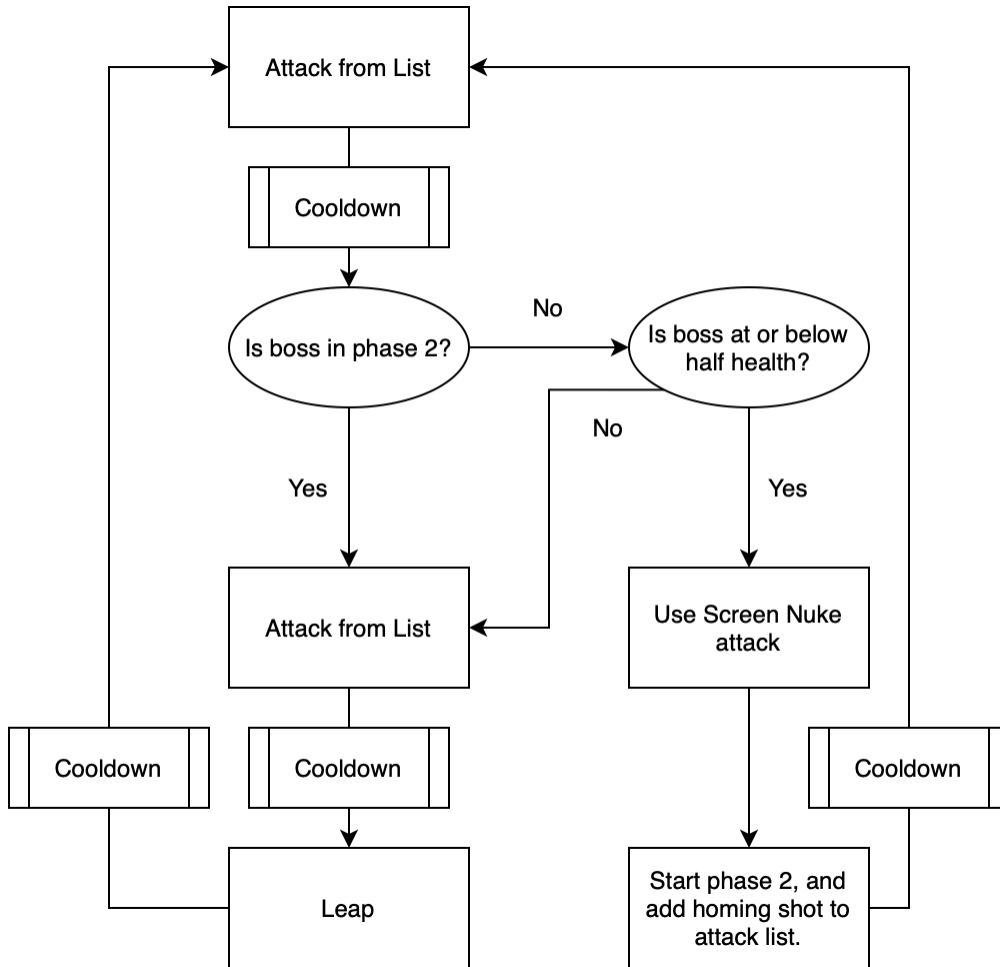 Attack from List
Cooldown
Is boss in phase 2?
No
Is boss at or below
half health?
No
Yes
Yes
Attack from List
Use Screen Nuke
attack
Cooldown
Cooldown
Cooldown
Leap
Start phase 2, and
add homing shot to
attack list.